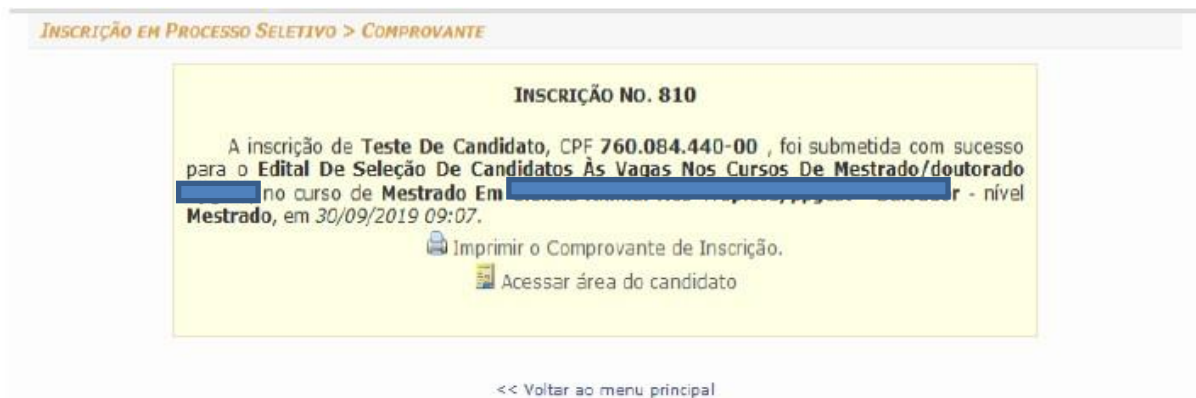 INSCRIÇÃO EM PROCESSO SELETIVO > COMPROVANTE
INSCRIÇÃO NO. 810
A inscrição de Teste De Candidato, CPF 760.084.440-00 , foi submetida com sucesso
para o Edital De Seleção De Candidatos Às Vagas Nos Cursos De Mestrado/doutorado
no curso de Mestrado Em - nível
Mestrado, em 30/09/2019 09:07.
Imprimir o Comprovante de Inscrição.
Acessar área do candidato
<< Voltar ao menu principal